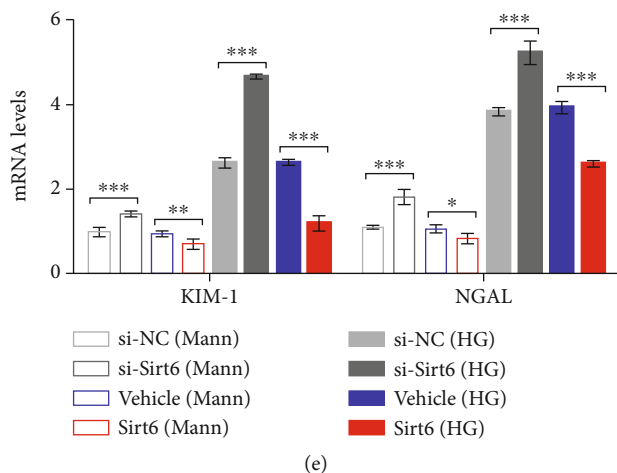 6
4
2
0
mRNA levels
***
**
***
***
***
*
***
***
KIM-1
NGAL
si-NC (Mann)
si-Sirt6 (Mann)
Vehicle (Mann)
Sirt6 (Mann)
si-NC (HG)
si-Sirt6 (HG)
Vehicle (HG)
Sirt6 (HG)
(e)